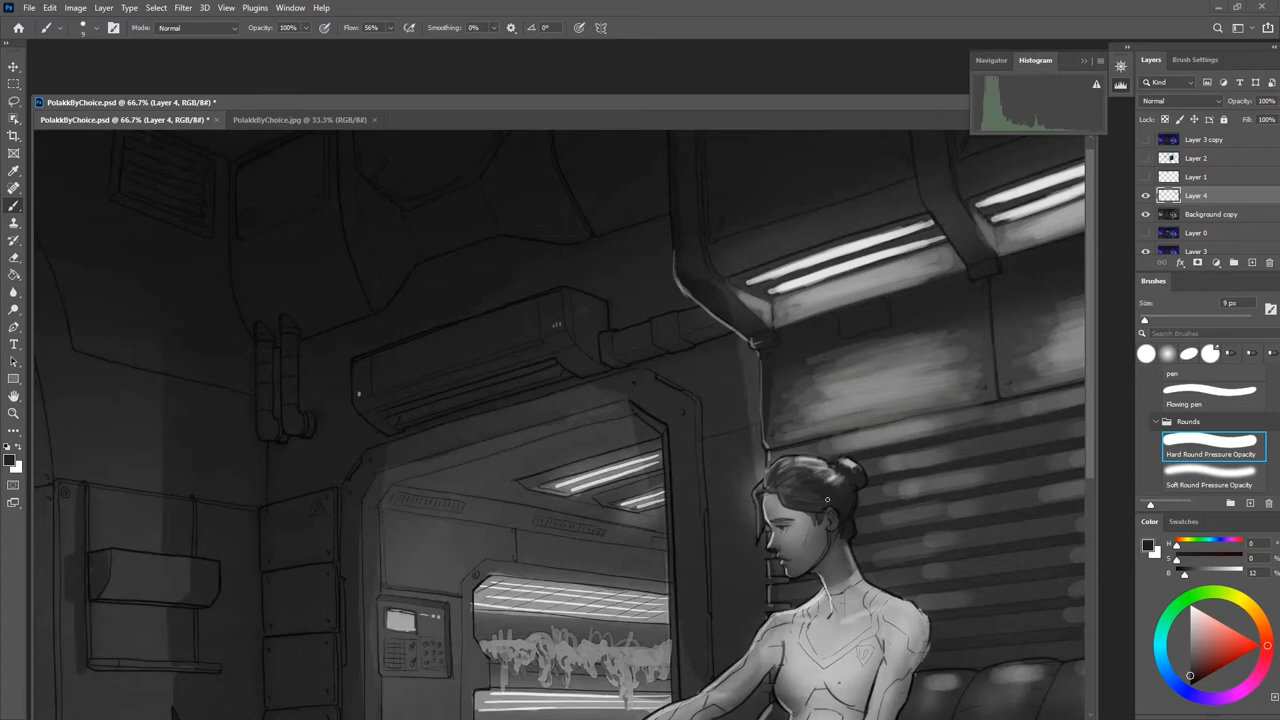 Ps File Edit Image Layer Type Select Filter 3D View Plugins Window Help
9 Mode: Normal Opacity: 100% Flow: 56% Smoothing: 0% 0°
Navigator Histogram
Layers Brush Settings
Kind
Normal Opacity: 100%
Lock: Fill: 100%
PolakkByChoice.psd @ 66.7% (Layer 4, RGB/8#) *
PolakkByChoice.psd @ 66.7% (Layer 4, RGB/8#) * PolakkByChoice.jpg @ 33.3% (RGB/8#)
Layer 3 copy
Layer 2
Layer 1
Layer 4
Background copy
Layer 0
Layer 3
Brushes
Size: 9 px
Search Brushes
pen
Flowing pen
Rounds
Hard Round Pressure Opacity
Soft Round Pressure Opacity
Color Swatches
H 0 °
S 0 %
B 12 %